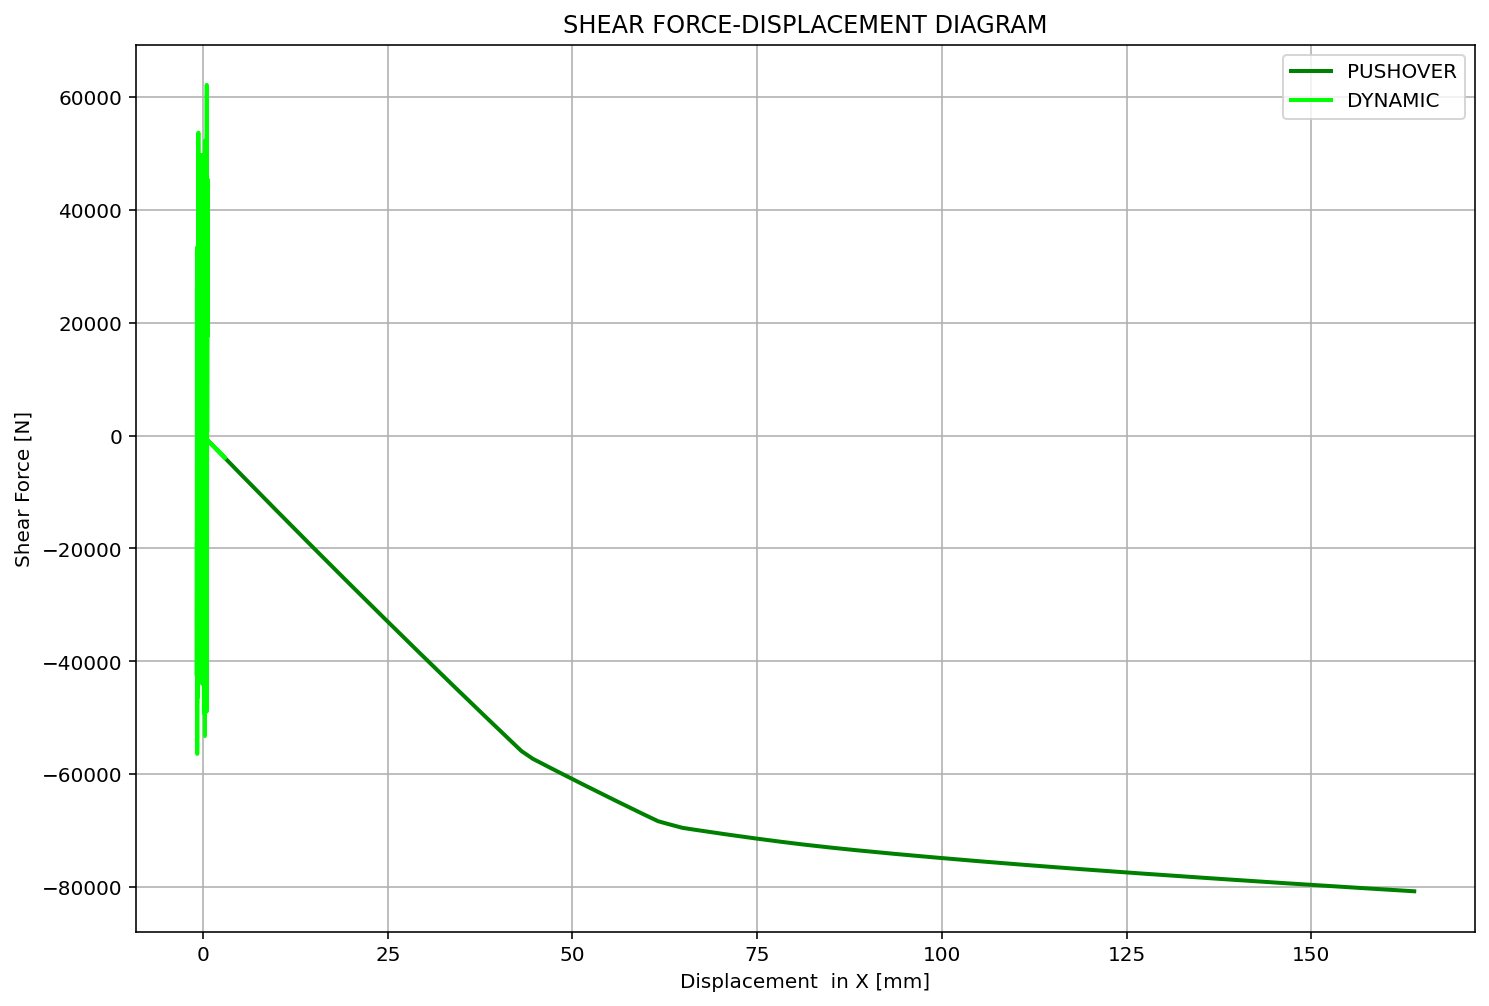 SHEAR FORCE-DISPLACEMENT DIAGRAM
PUSHOVER
DYNAMIC
60000
40000
20000
0
−20000
−40000
−60000
−80000
Shear Force [N]
0 25 50 75 100 125 150
Displacement  in X [mm]